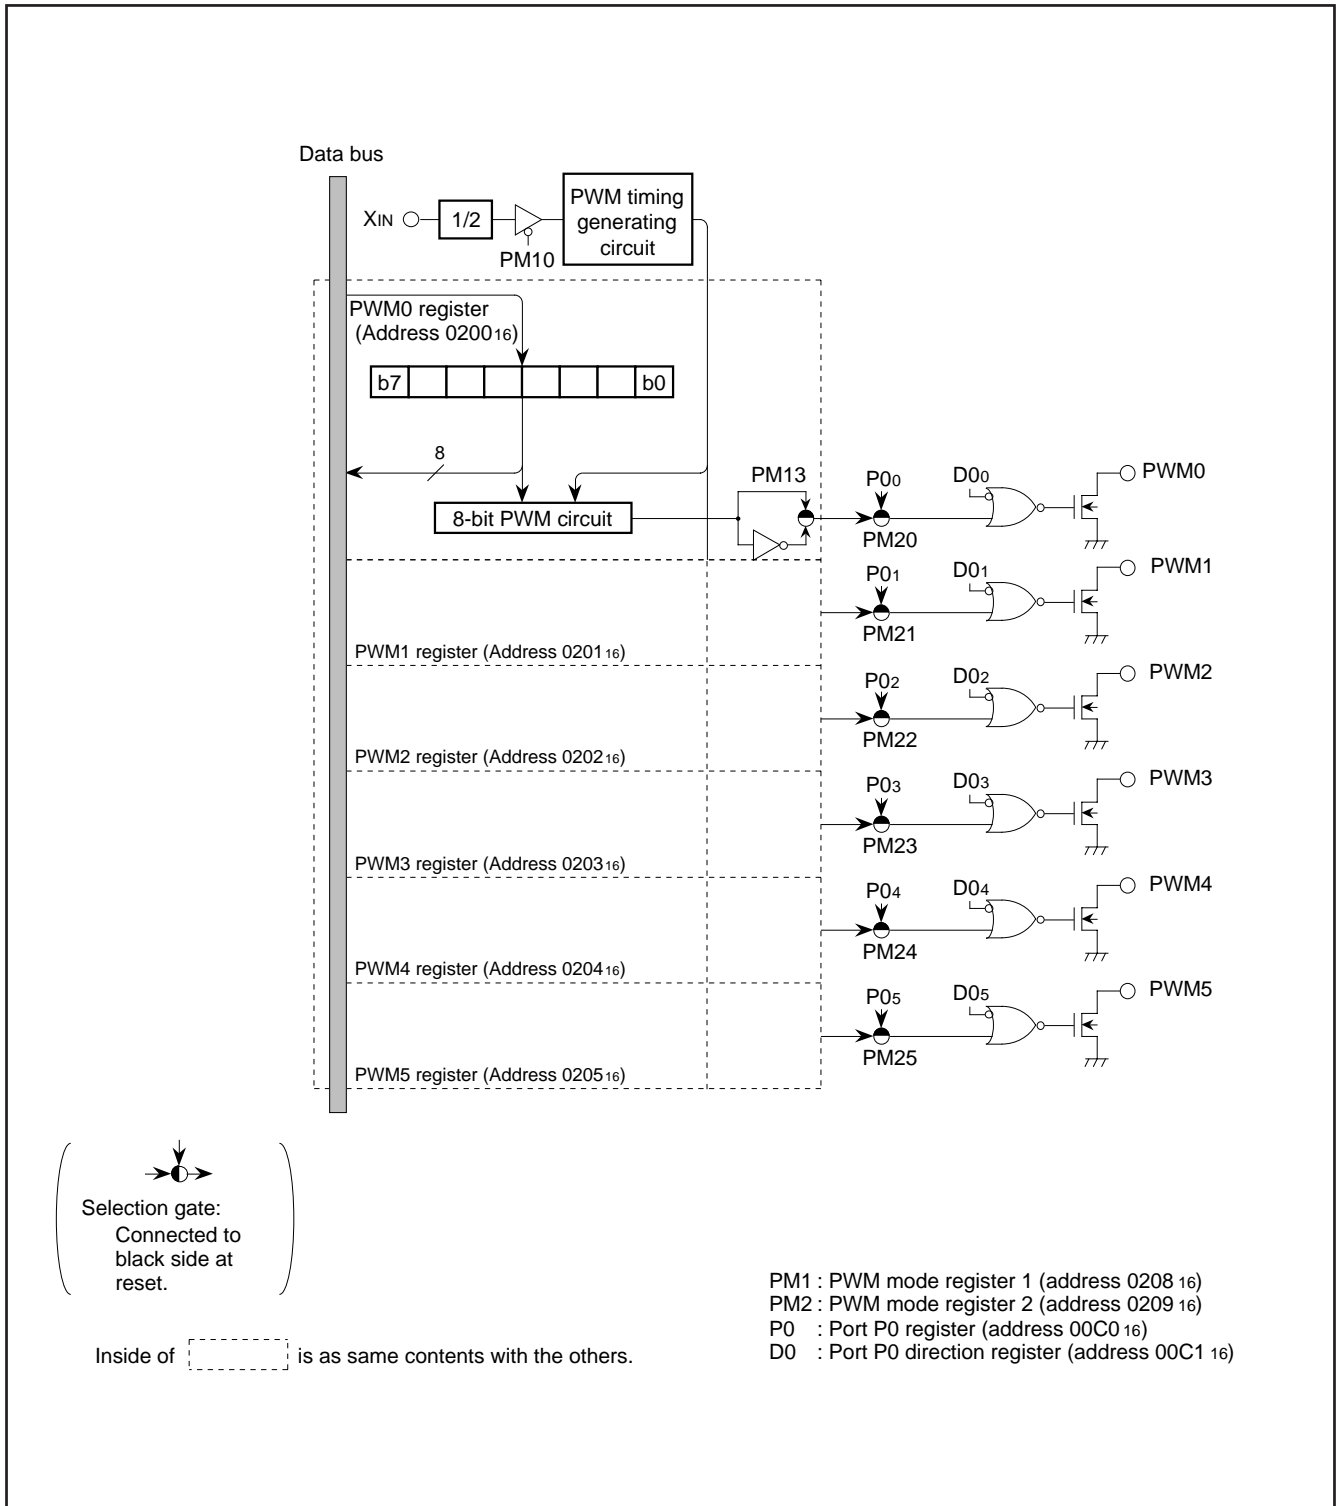 Data bus
XIN
1/2
PM10
PWM timing
generating
circuit
PWM0 register
(Address 020016)
b7
b0
8
8-bit PWM circuit
PM13
P00
PM20
D00
PWM0
P01
PM21
D01
PWM1
PWM1 register (Address 020116)
P02
PM22
D02
PWM2
PWM2 register (Address 020216)
P03
PM23
D03
PWM3
PWM3 register (Address 020316)
P04
PM24
D04
PWM4
PWM4 register (Address 020416)
P05
PM25
D05
PWM5
PWM5 register (Address 020516)
Selection gate:
Connected to
black side at
reset.
Inside of is as same contents with the others.
PM1 : PWM mode register 1 (address 0208 16)
PM2 : PWM mode register 2 (address 0209 16)
P0 : Port P0 register (address 00C0 16)
D0 : Port P0 direction register (address 00C1 16)